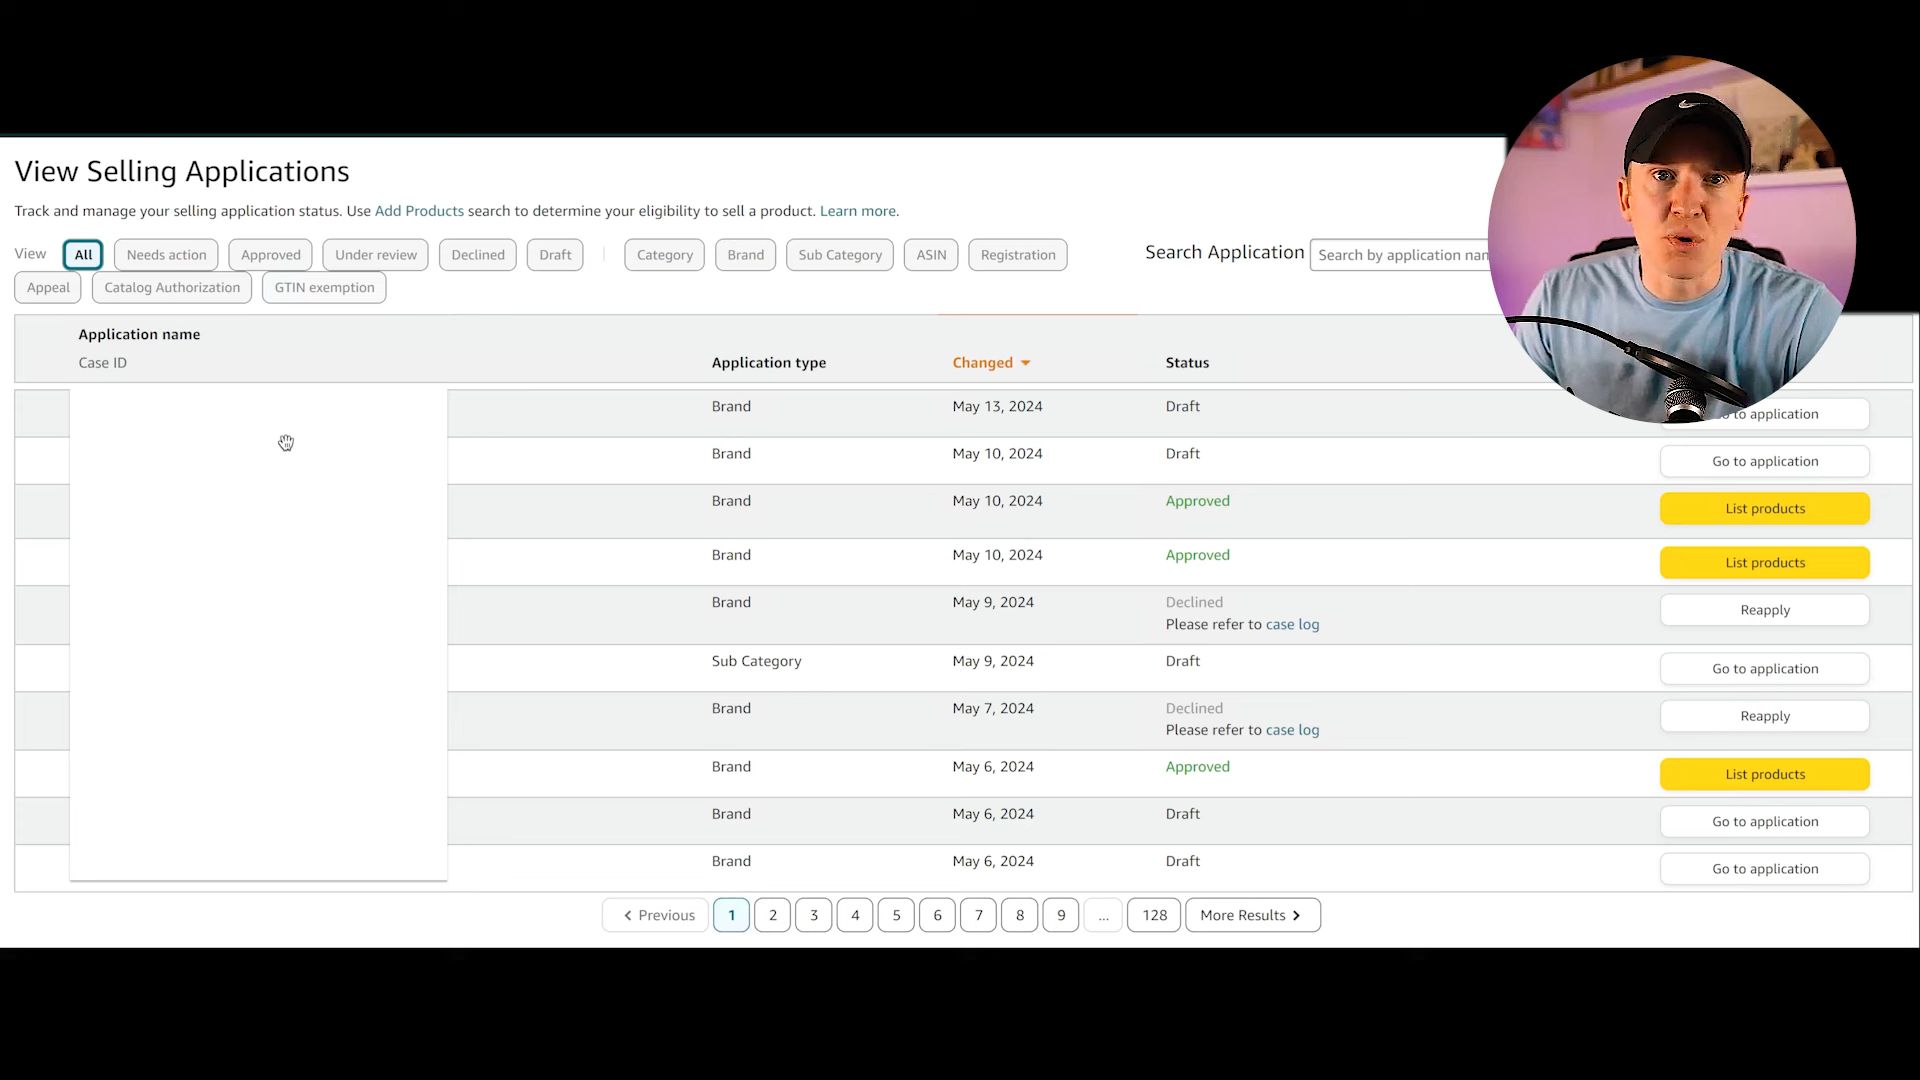 View Selling Applications
Track and manage your selling application status. Use Add Products search to determine your eligibility to sell a product. Learn more.
View All Needs action Approved Under review Declined Draft Category Brand Sub Category ASIN Registration
Appeal Catalog Authorization GTIN exemption
Search Application Search by application
Application name
Case ID Application type Changed Status
Brand May 13, 2024 Draft to application
Brand May 10, 2024 Draft Go to application
Brand May 10, 2024 Approved List products
Brand May 10, 2024 Approved List products
Brand May 9, 2024 Declined Reapply
Please refer to case log
Sub Category May 9, 2024 Draft Go to application
Brand May 7, 2024 Declined Reapply
Please refer to case log
Brand May 6, 2024 Approved List products
Brand May 6, 2024 Draft Go to application
Brand May 6, 2024 Draft Go to application
Previous 1 2 3 4 5 6 7 8 9 ... 128 More Results